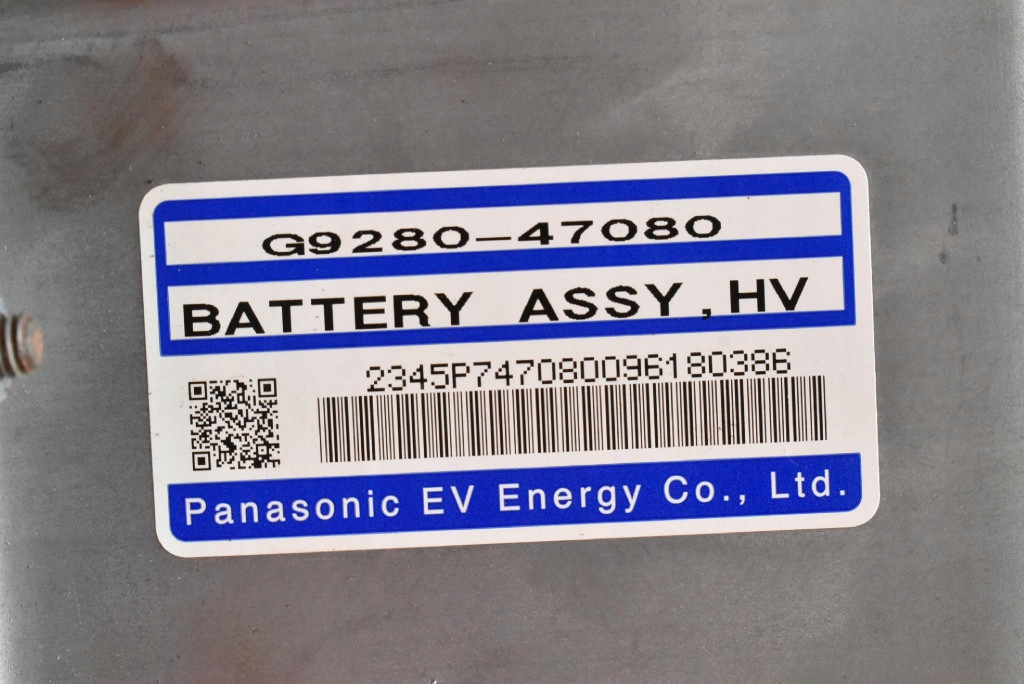 G9280-47080
BATTERY ASSY,HV
2345P747080096180386
Panasonic EV Energy Co., Ltd.